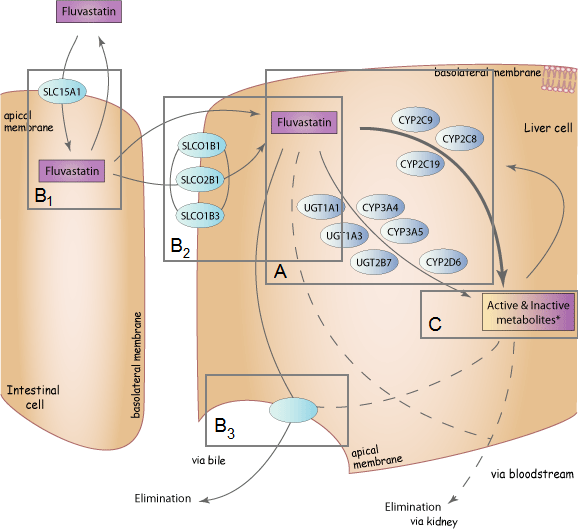 Fluvastatin
basolateral membrane
SLC15A1
apical
membrane
Liver cell
CYP2C9
Fluvastatin
CYP2C8
SLCO1B1
CYP2C19
Fluvastatin
SLCO2B1
B1
UGT1A1
CYP3A4
SLCO1B3
UGT1A3
CYP3A5
B2
A
UGT2B7
CYP2D6
Active & Inactive
metabolites*
C
basolateral membrane
Intestinal
cell
B3
via bile
apical
membrane
via bloodstream
Elimination
Elimination
via kidney